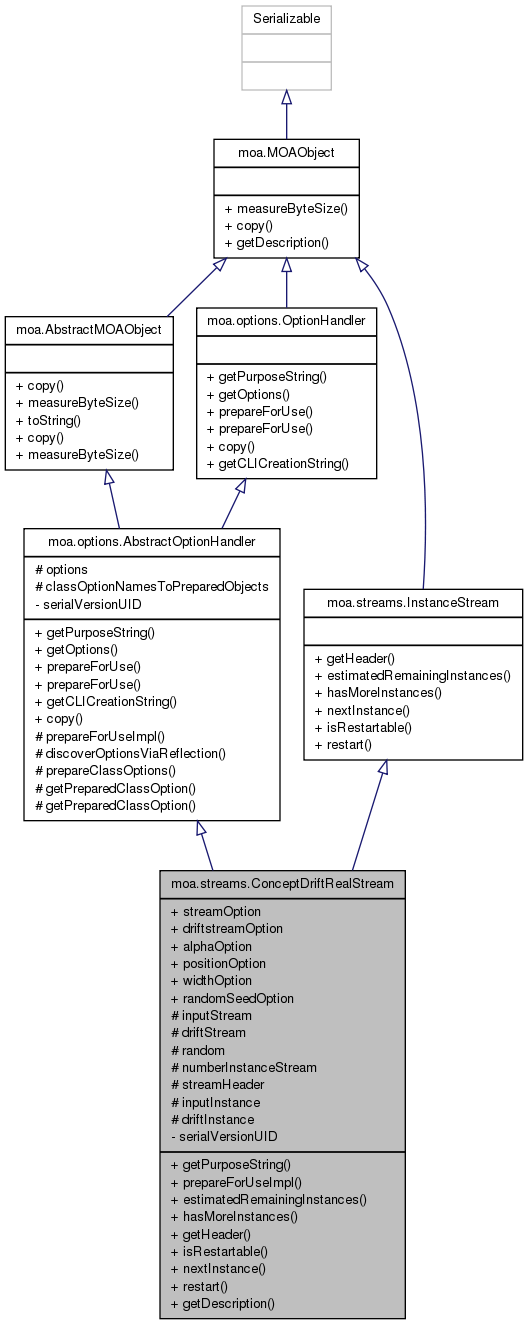 Serializable
moa.MOAObject
+ measureByteSize()
+ copy()
+ getDescription()
moa.AbstractMOAObject
+ copy()
+ measureByteSize()
+ toString()
+ copy()
+ measureByteSize()
moa.options.OptionHandler
+ getPurposeString()
+ getOptions()
+ prepareForUse()
+ prepareForUse()
+ copy()
+ getCLICreationString()
moa.options.AbstractOptionHandler
# options
# classOptionNamesToPreparedObjects
- serialVersionUID
+ getPurposeString()
+ getOptions()
+ prepareForUse()
+ prepareForUse()
+ getCLICreationString()
+ copy()
# prepareForUseImpl()
# discoverOptionsViaReflection()
# prepareClassOptions()
# getPreparedClassOption()
# getPreparedClassOption()
moa.streams.InstanceStream
+ getHeader()
+ estimatedRemainingInstances()
+ hasMoreInstances()
+ nextInstance()
+ isRestartable()
+ restart()
moa.streams.ConceptDriftRealStream
+ streamOption
+ driftstreamOption
+ alphaOption
+ positionOption
+ widthOption
+ randomSeedOption
# inputStream
# driftStream
# random
# numberInstanceStream
# streamHeader
# inputInstance
# driftInstance
- serialVersionUID
+ getPurposeString()
+ prepareForUseImpl()
+ estimatedRemainingInstances()
+ hasMoreInstances()
+ getHeader()
+ isRestartable()
+ nextInstance()
+ restart()
+ getDescription()